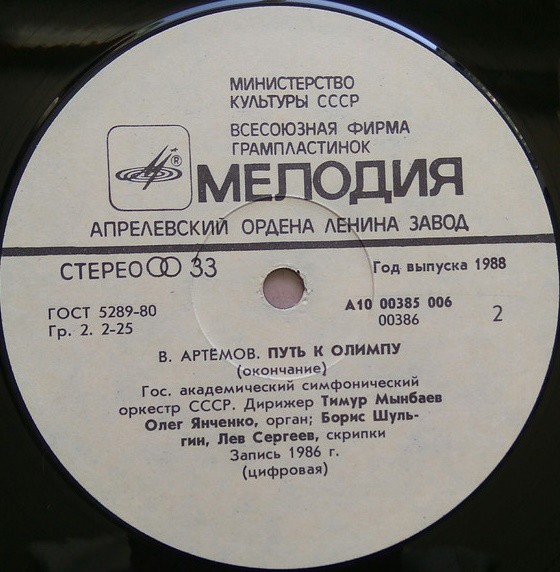 МИНИСТЕРСТВО
КУЛЬТУРЫ СССР
ВСЕСОЮЗНАЯ ФИРМА
ГРАМПЛАСТИНОК
®
МЕЛОДИЯ
АПРЕЛЕВСКИЙ ОРДЕНА ЛЕНИНА ЗАВОД
СТЕРЕО 33
Год выпуска 1988
ГОСТ 5289-80
Гр. 2. 2-25
А10 00385 006
00386
2
В. АРТЕМОВ. ПУТЬ К ОЛИМПУ
(окончание)
Гос. академический симфонический
оркестр СССР. Дирижер Тимур Мынбаев
Олег Янченко, орган; Борис Шуль-
гин, Лев Сергеев, скрипки
Запись 1986 г.
(цифровая)